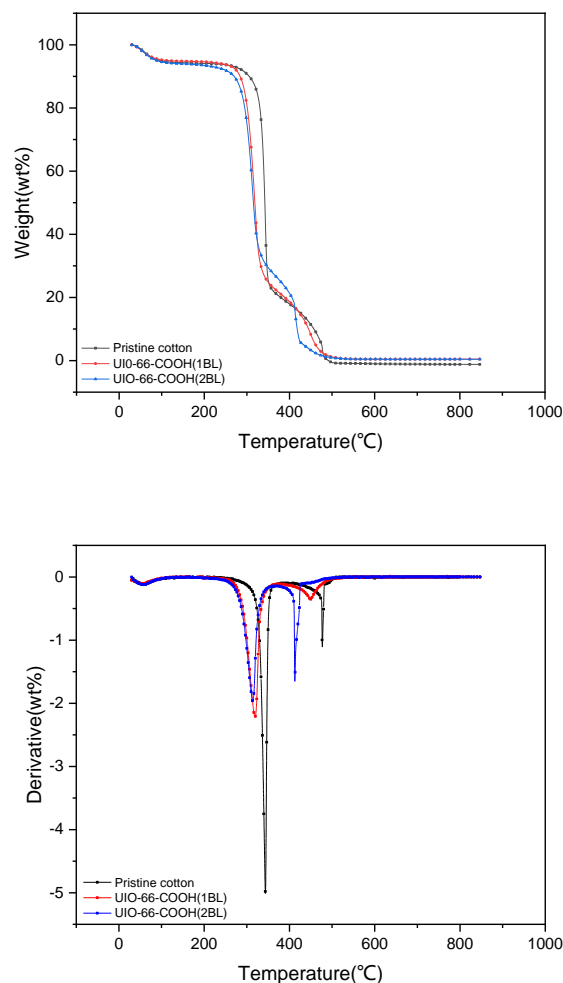 100
80
60
40
20
0
Weight(wt%)
Pristine cotton
UI0-66-COOH(1BL)
UIO-66-COOH(2BL)
0 200 400 600 800 1000
Temperature(℃)
0
-1
-2
-3
-4
-5
Derivative(wt%)
Pristine cotton
UIO-66-COOH(1BL)
UIO-66-COOH(2BL)
0 200 400 600 800 1000
Temperature(℃)